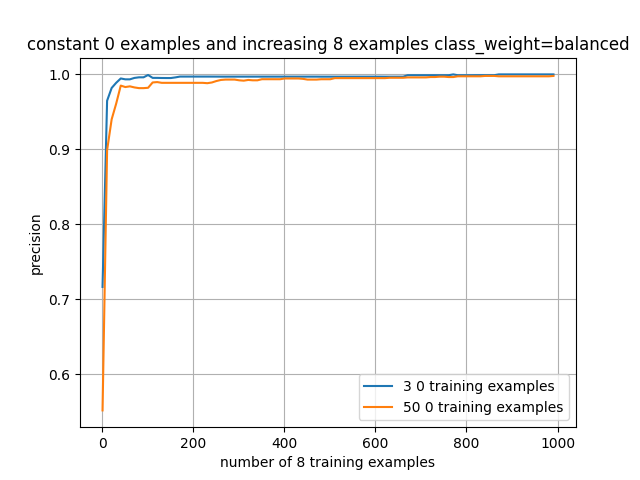 constant 0 examples and increasing 8 examples class_weight=balanced
1.0
0.9
0.8
0.7
0.6
precision
3 0 training examples
50 0 training examples
0 200 400 600 800 1000
number of 8 training examples